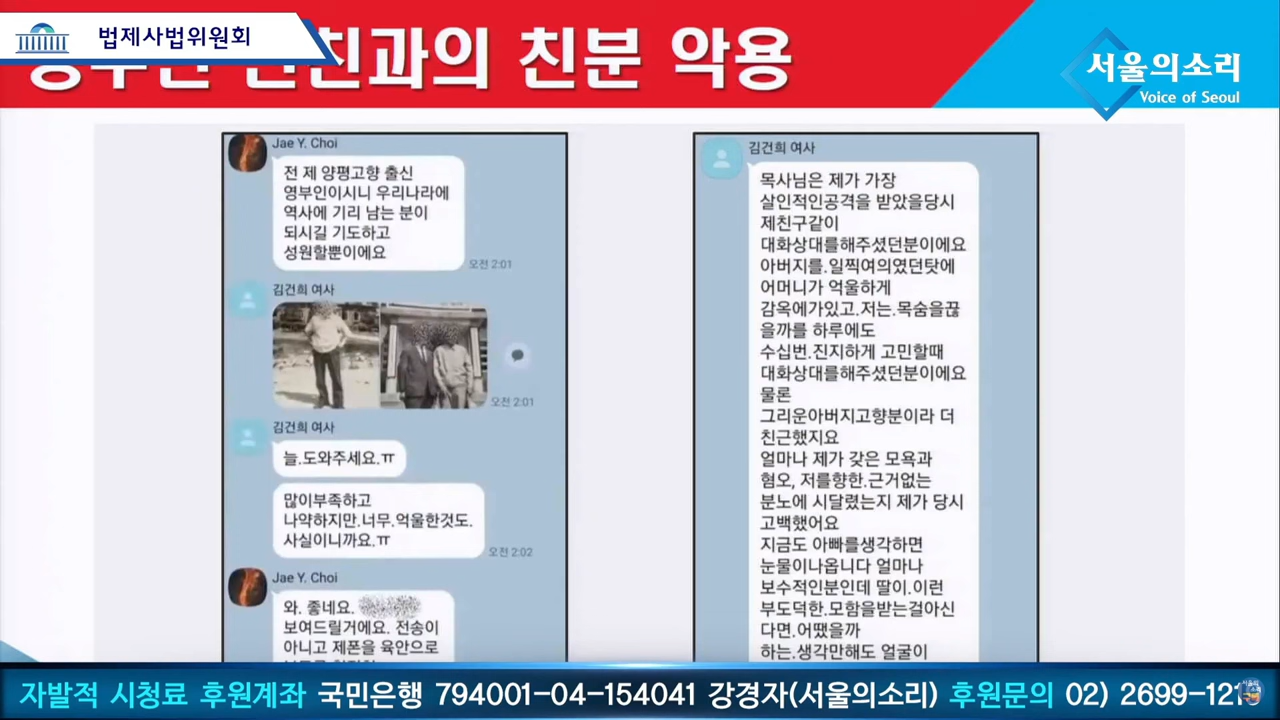 법제사법위원회
친과의 친분 악용
서울의소리
Voice of Seoul
Jae Y. Choi
전 제 양평고향 출신
영부인이시니 우리나라에
역사에 기리 남는 분이
되시길 기도하고
성원할뿐이에요
오전 2:01
김건희 여사
오전 2:01
김건희 여사
늘.도와주세요.ㅠ
많이부족하고
나약하지만.너무.억울한것도.
사실이니까요.ㅠ
오전 2:02
Jae Y. Choi
와. 좋네요.
보여드릴거에요. 전송이
아니고 제폰을 육안으로
김건희 여사
목사님은 제가 가장
살인적인공격을 받았을당시
제친구같이
대화상대를해주셨던분이에요
아버지를.일찍여의였던탓에
어머니가 억울하게
감옥에가있고.저는.목숨을끊
을까를 하루에도
수십번.진지하게 고민할때
대화상대를해주셨던분이에요
물론
그리운아버지고향분이라 더
친근했지요
얼마나 제가 갖은 모욕과
혐오, 저를향한.근거없는
분노에 시달렸는지 제가 당시
고백했어요
지금도 아빠를생각하면
눈물이나옵니다 얼마나
보수적인분인데 딸이.이런
부도덕한.모함을받는걸아신
다면.어땠을까
하는.생각만해도 얼굴이
자발적 시청료 후원계좌 국민은행 794001-04-154041 강경자(서울의소리) 후원문의 02) 2699-121